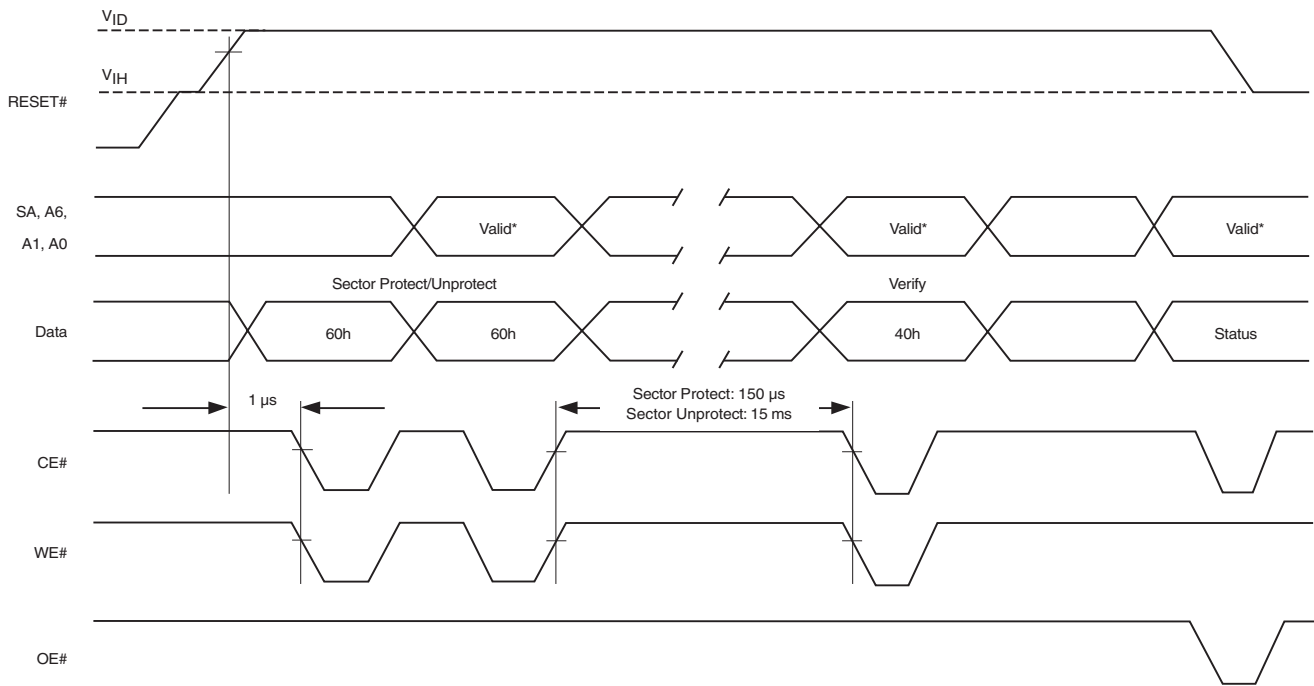 VID
VIH
RESET#
SA, A6,
A1, A0
Valid*
Valid*
Valid*
Sector Protect/Unprotect
Verify
Data
60h
60h
40h
Status
1 µs
Sector Protect: 150 µs
Sector Unprotect: 15 ms
CE#
WE#
OE#